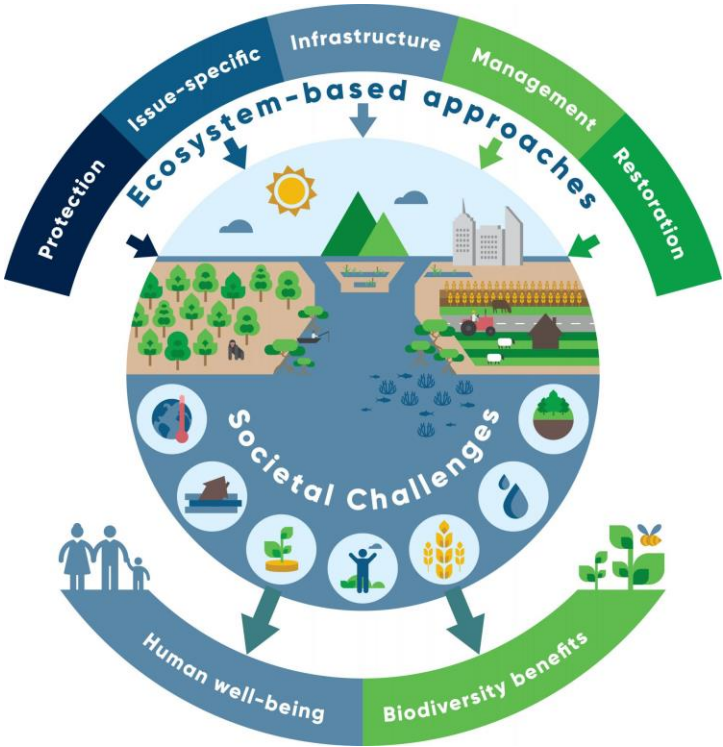 Protection
Issue-specific
Infrastructure
Management
Restoration
Ecosystem-based approaches
Societal Challenges
Human well-being
Biodiversity benefits